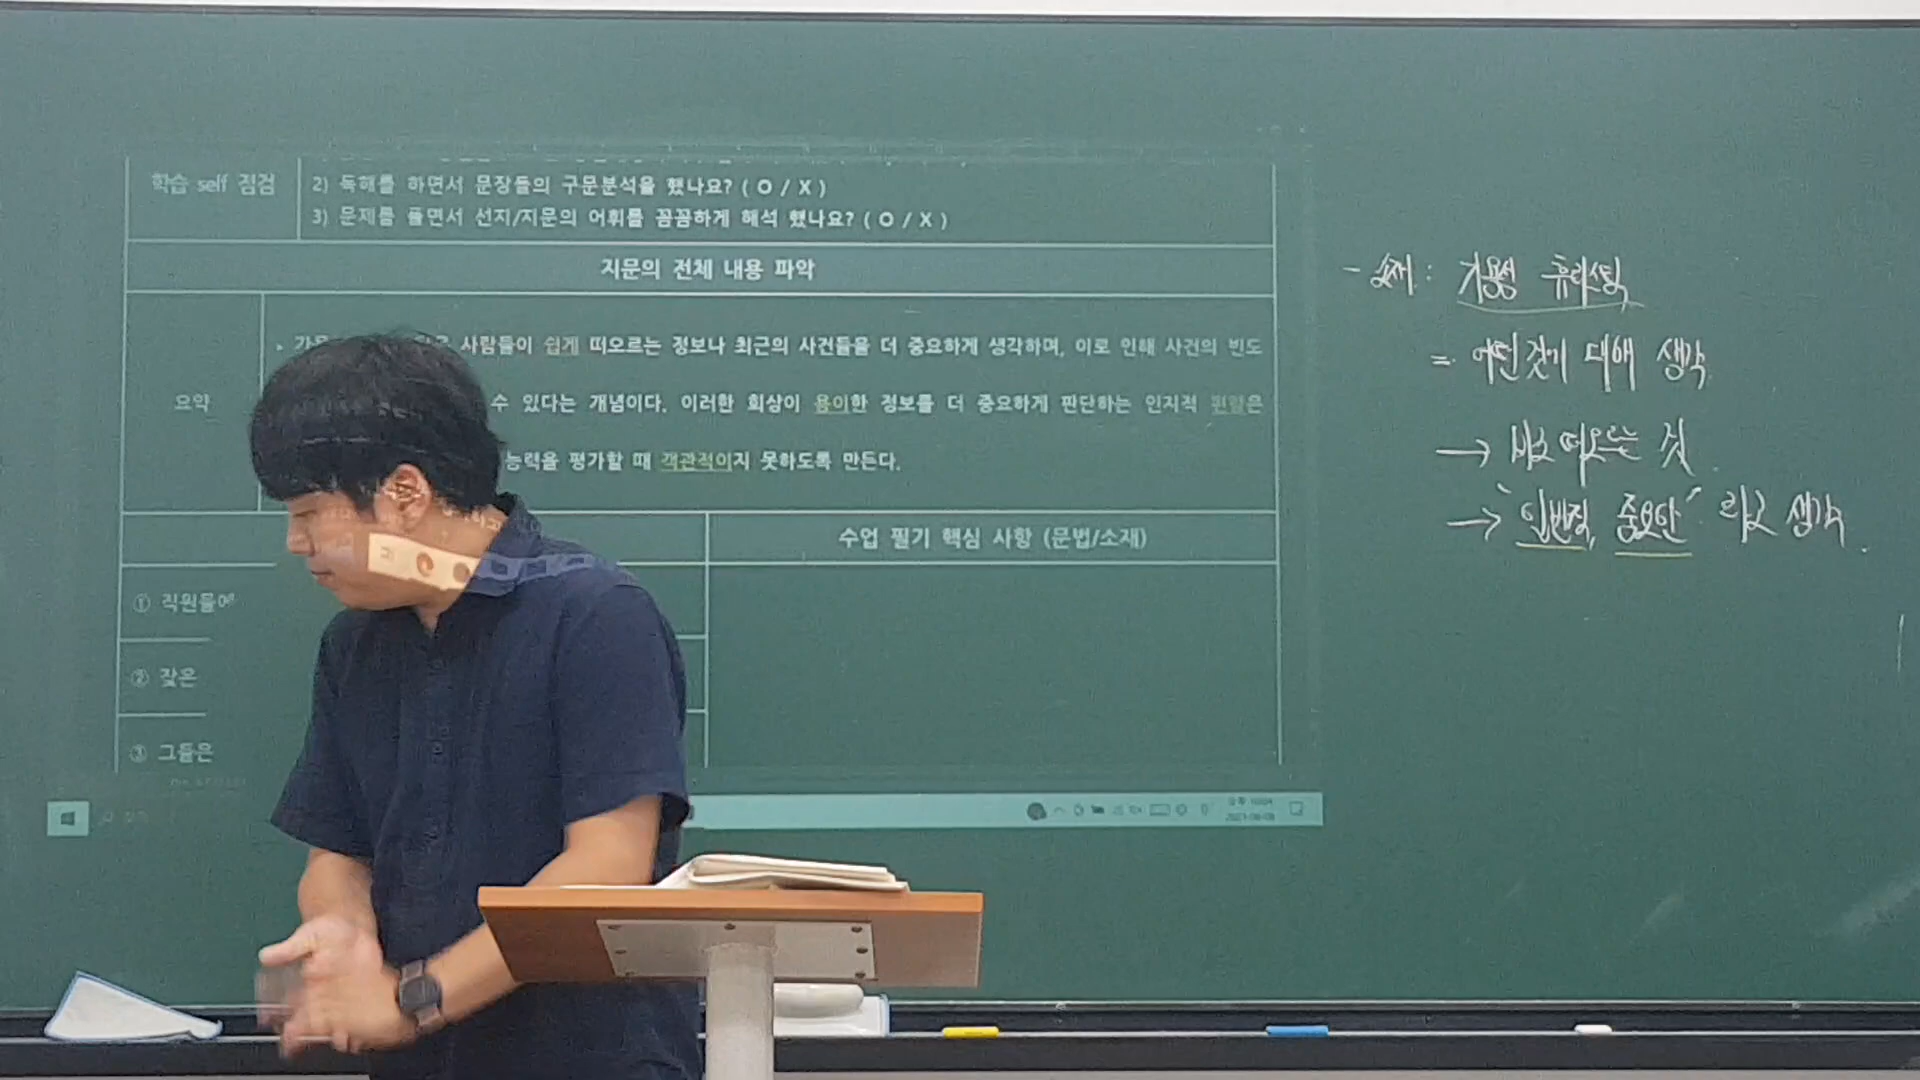 학습 self 점검
2) 독해를 하면서 문장들의 구문분석을 했나요? ( O / X )
3) 문제를 풀면서 선지/지문의 어휘를 꼼꼼하게 해석 했나요? ( O / X )
지문의 전체 내용 파악
요약
사람들이 쉽게 떠오르는 정보나 최근의 사건들을 더 중요하게 생각하며, 이로 인해 사건의 빈도
수 있다는 개념이다. 이러한 회상이 용이한 정보를 더 중요하게 판단하는 인지적 편향은
능력을 평가할 때 객관적이지 못하도록 만든다.
수업 필기 핵심 사항 (문법/소재)
① 직원들에
② 잦은
③ 그들은
- 소재 : 가용성 휴리스틱
= 어떤 것에 대해 생각
→ 바로 떠오르는 것.
→ "일반적, 중요한" 라고 생각.